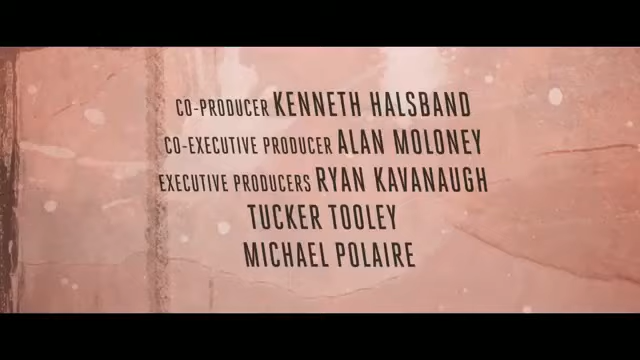 CO-PRODUCER KENNETH HALSBAND
CO-EXECUTIVE PRODUCER ALAN MOLONEY
EXECUTIVE PRODUCERS RYAN KAVANAUGH
TUCKER TOOLEY
MICHAEL POLAIRE